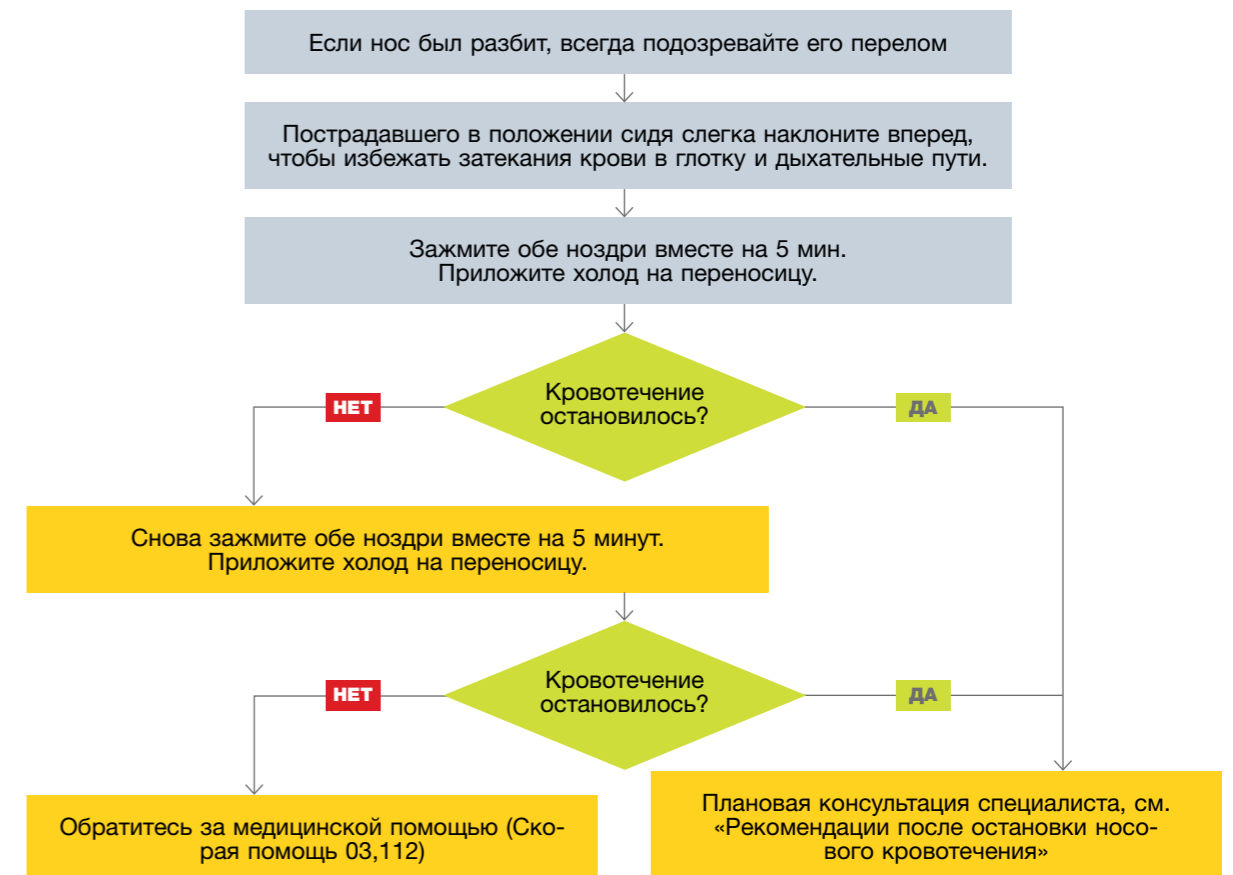 Если нос был разбит, всегда подозревайте его перелом
Пострадавшего в положении сидя слегка наклоните вперед,
чтобы избежать затекания крови в глотку и дыхательные пути.
Зажмите обе ноздри вместе на 5 мин.
Приложите холод на переносицу.
Кровотечение
остановилось?
НЕТ
ДА
Снова зажмите обе ноздри вместе на 5 минут.
Приложите холод на переносицу.
Кровотечение
остановилось?
НЕТ
ДА
Обратитесь за медицинской помощью (Ско-
рая помощь 03,112)
Плановая консультация специалиста, см.
«Рекомендации после остановки носо-
вого кровотечения»